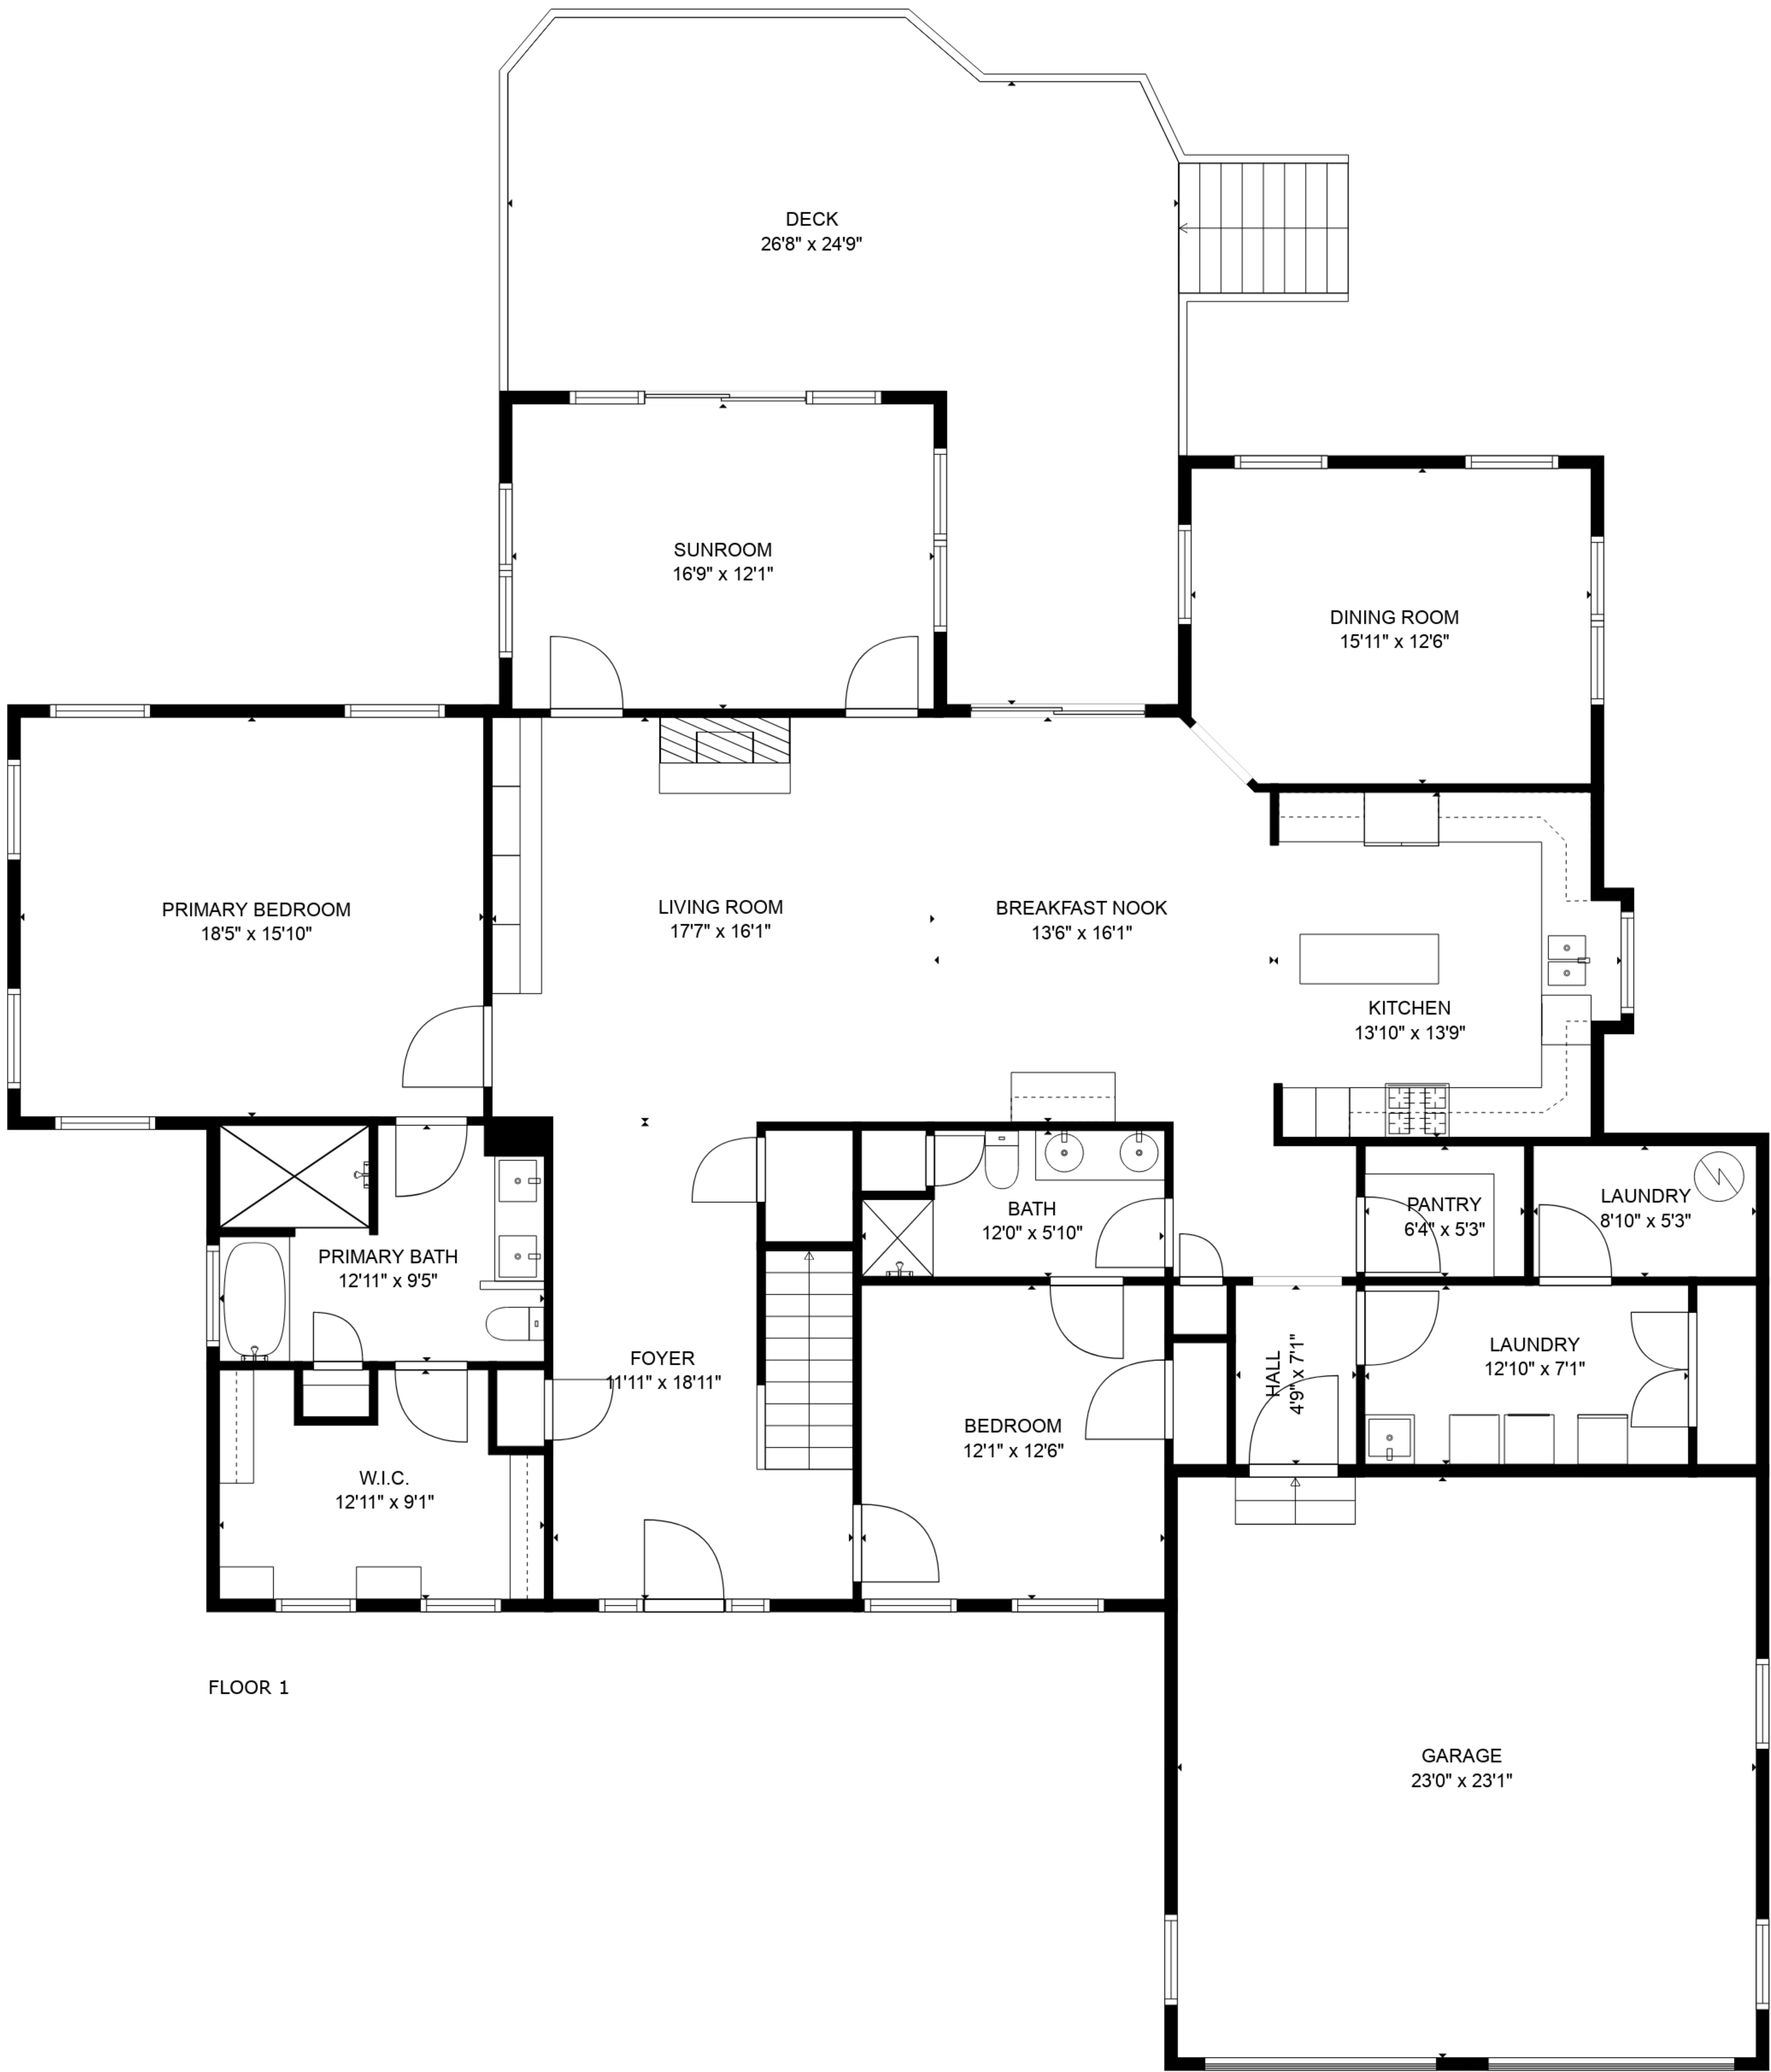 DECK
26'8" x 24'9"
SUNROOM
16'9" x 12'1"
DINING ROOM
15'11" x 12'6"
PRIMARY BEDROOM
18'5" x 15'10"
LIVING ROOM
17'7" x 16'1"
BREAKFAST NOOK
13'6" x 16'1"
KITCHEN
13'10" x 13'9"
BATH
12'0" x 5'10"
PANTRY
6'4" x 5'3"
LAUNDRY
8'10" x 5'3"
PRIMARY BATH
12'11" x 9'5"
FOYER
11'11" x 18'11"
HALL
4'9" x 7'1"
LAUNDRY
12'10" x 7'1"
BEDROOM
12'1" x 12'6"
W.I.C.
12'11" x 9'1"
FLOOR 1
GARAGE
23'0" x 23'1"